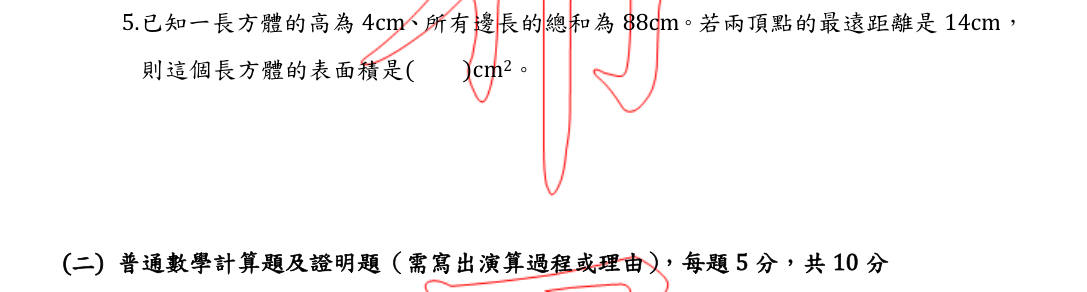 5.已知一長方體的高為 4cm、所有邊長的總和為 88cm。若兩頂點的最遠距離是 14cm，
則這個長方體的表面積是(　　)cm²。
(二) 普通數學計算題及證明題（需寫出演算過程或理由），每題 5 分，共 10 分